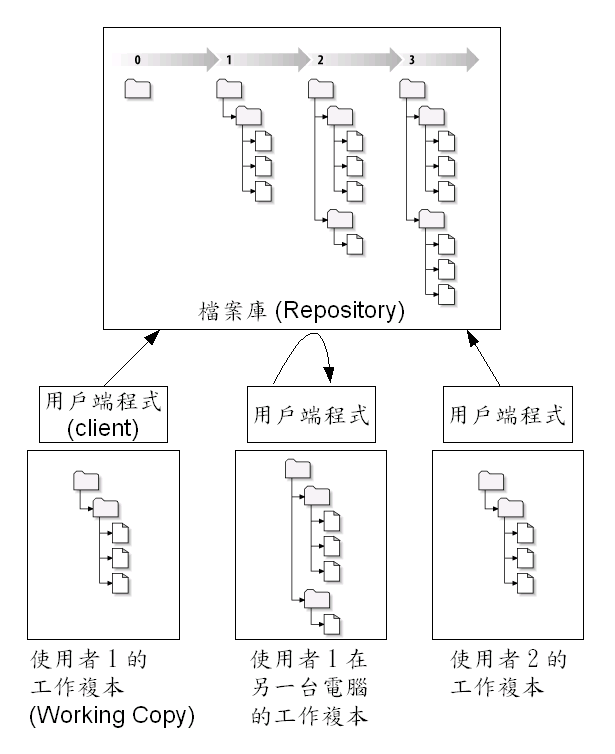 0 1 2 3
檔案庫 (Repository)
用戶端程式
(client)
用戶端程式
用戶端程式
使用者1的
工作複本
(Working Copy)
使用者1在
另一台電腦
的工作複本
使用者2的
工作複本